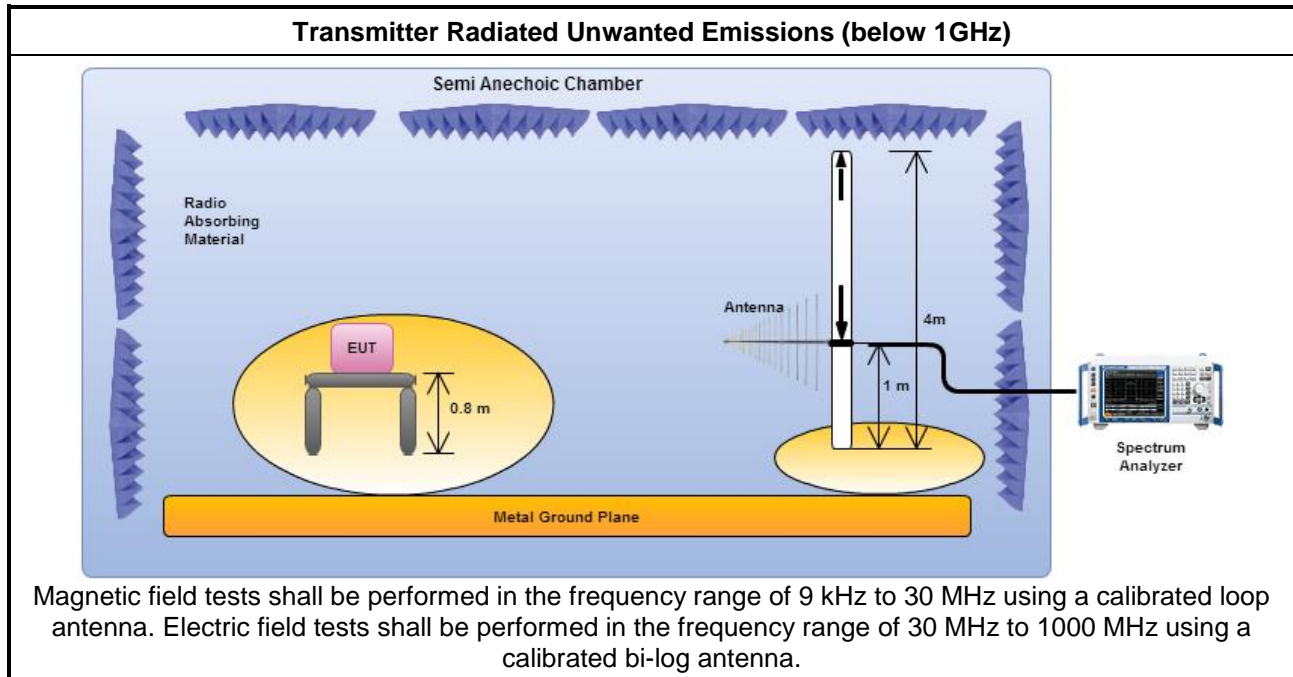 Transmitter Radiated Unwanted Emissions (below 1GHz)
Semi Anechoic Chamber
Radio
Absorbing
Material
Antenna
4m
EUT
1 m
0.8 m
Spectrum
Analyzer
Metal Ground Plane
Magnetic field tests shall be performed in the frequency range of 9 kHz to 30 MHz using a calibrated loop
antenna. Electric field tests shall be performed in the frequency range of 30 MHz to 1000 MHz using a
calibrated bi-log antenna.